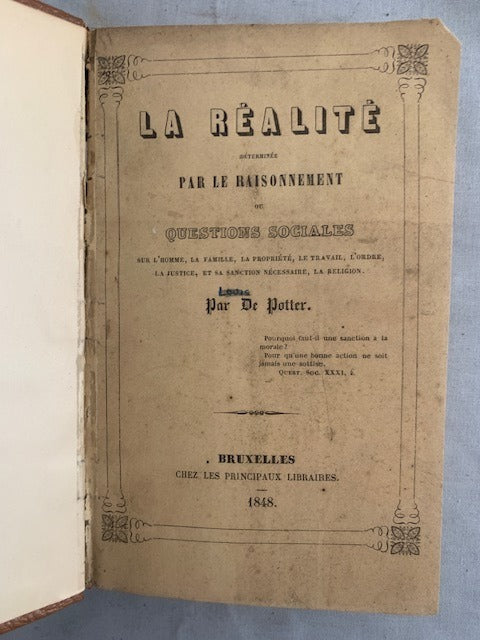 LA RÉALITÉ
DÉTERMINÉE
PAR LE RAISONNEMENT
OU
QUESTIONS SOCIALES
SUR L'HOMME, LA FAMILLE, LA PROPRIÉTÉ, LE TRAVAIL, L'ORDRE,
LA JUSTICE, ET SA SANCTION NÉCESSAIRE, LA RELIGION.
Louis
Par De Potter.
Pourquoi faut-il une sanction a la
morale?
Pour qu'une bonne action ne soit
jamais une sottise.
QUEST. SOC. XXXI, 2.
BRUXELLES
CHEZ LES PRINCIPAUX LIBRAIRES.
1848.